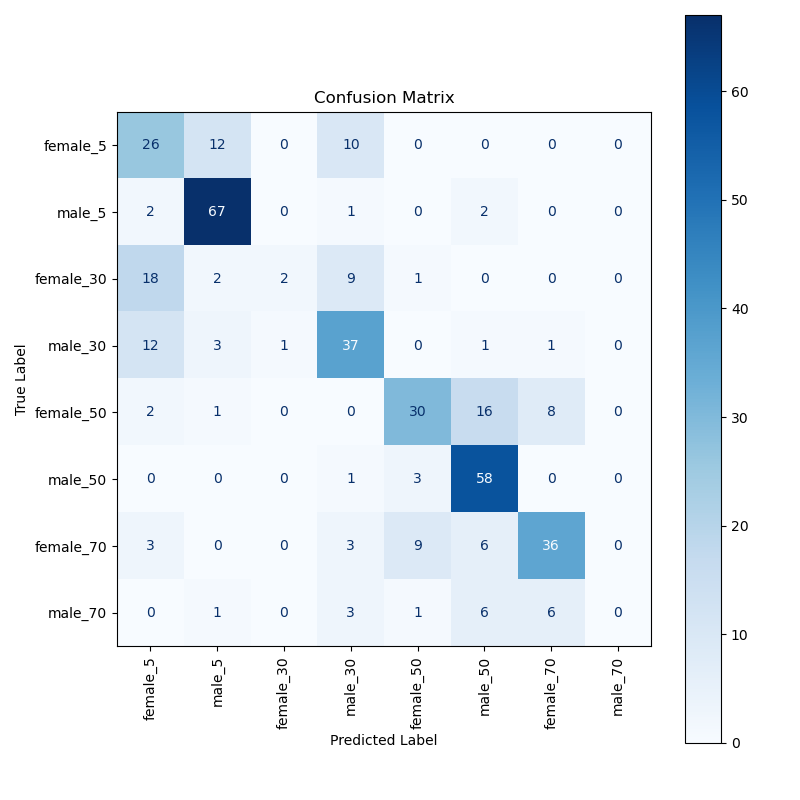 Confusion Matrix
True Label
female_5 26 12 0 10 0 0 0 0
male_5 2 67 0 1 0 2 0 0
female_30 18 2 2 9 1 0 0 0
male_30 12 3 1 37 0 1 1 0
female_50 2 1 0 0 30 16 8 0
male_50 0 0 0 1 3 58 0 0
female_70 3 0 0 3 9 6 36 0
male_70 0 1 0 3 1 6 6 0
female_5 male_5 female_30 male_30 female_50 male_50 female_70 male_70
Predicted Label
60
50
40
30
20
10
0